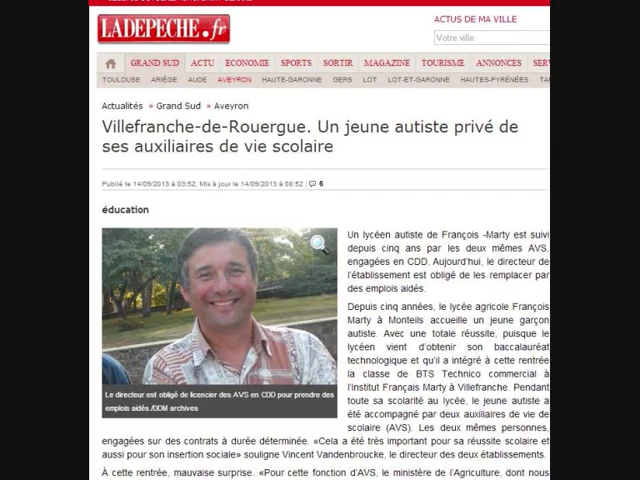 LADEPECHE.fr
ACTUS DE MA VILLE
Votre ville
GRAND SUD ACTU ECONOMIE SPORTS SORTIR MAGAZINE TOURISME ANNONCES SERV
TOULOUSE ARIÈGE AUDE AVEYRON HAUTE-GARONNE GERS LOT LOT-ET-GARONNE HAUTES-PYRÉNÉES TA
Actualités » Grand Sud » Aveyron
Villefranche-de-Rouergue. Un jeune autiste privé de
ses auxiliaires de vie scolaire
Publié le 14/09/2013 à 03:52, Mis à jour le 14/09/2013 à 08:52 | 6
éducation
Un lycéen autiste de François -Marty est suivi
depuis cinq ans par les deux mêmes AVS,
engagées en CDD. Aujourd'hui, le directeur de
l'établissement est obligé de les remplacer par
des emplois aidés.
Depuis cinq années, le lycée agricole François
Marty à Monteils accueille un jeune garçon
autiste. Avec une totale réussite, puisque le
lycéen vient d'obtenir son baccalauréat
technologique et qu'il a intégré à cette rentrée
la classe de BTS Technico commercial à
l'Institut Français Marty à Villefranche. Pendant
toute sa scolarité au lycée, le jeune autiste a
été accompagné par deux auxiliaires de vie de
scolaire (AVS). Les deux mêmes personnes,
engagées sur des contrats à durée déterminée. «Cela a été très important pour sa réussite scolaire et
aussi pour son insertion sociale» souligne Vincent Vandenbroucke, le directeur des deux établissements.
À cette rentrée, mauvaise surprise. «Pour cette fonction d'AVS, le ministère de l'Agriculture, dont nous
Le directeur est obligé de licencier des AVS en CDD pour prendre des
emplois aidés./DDM archives